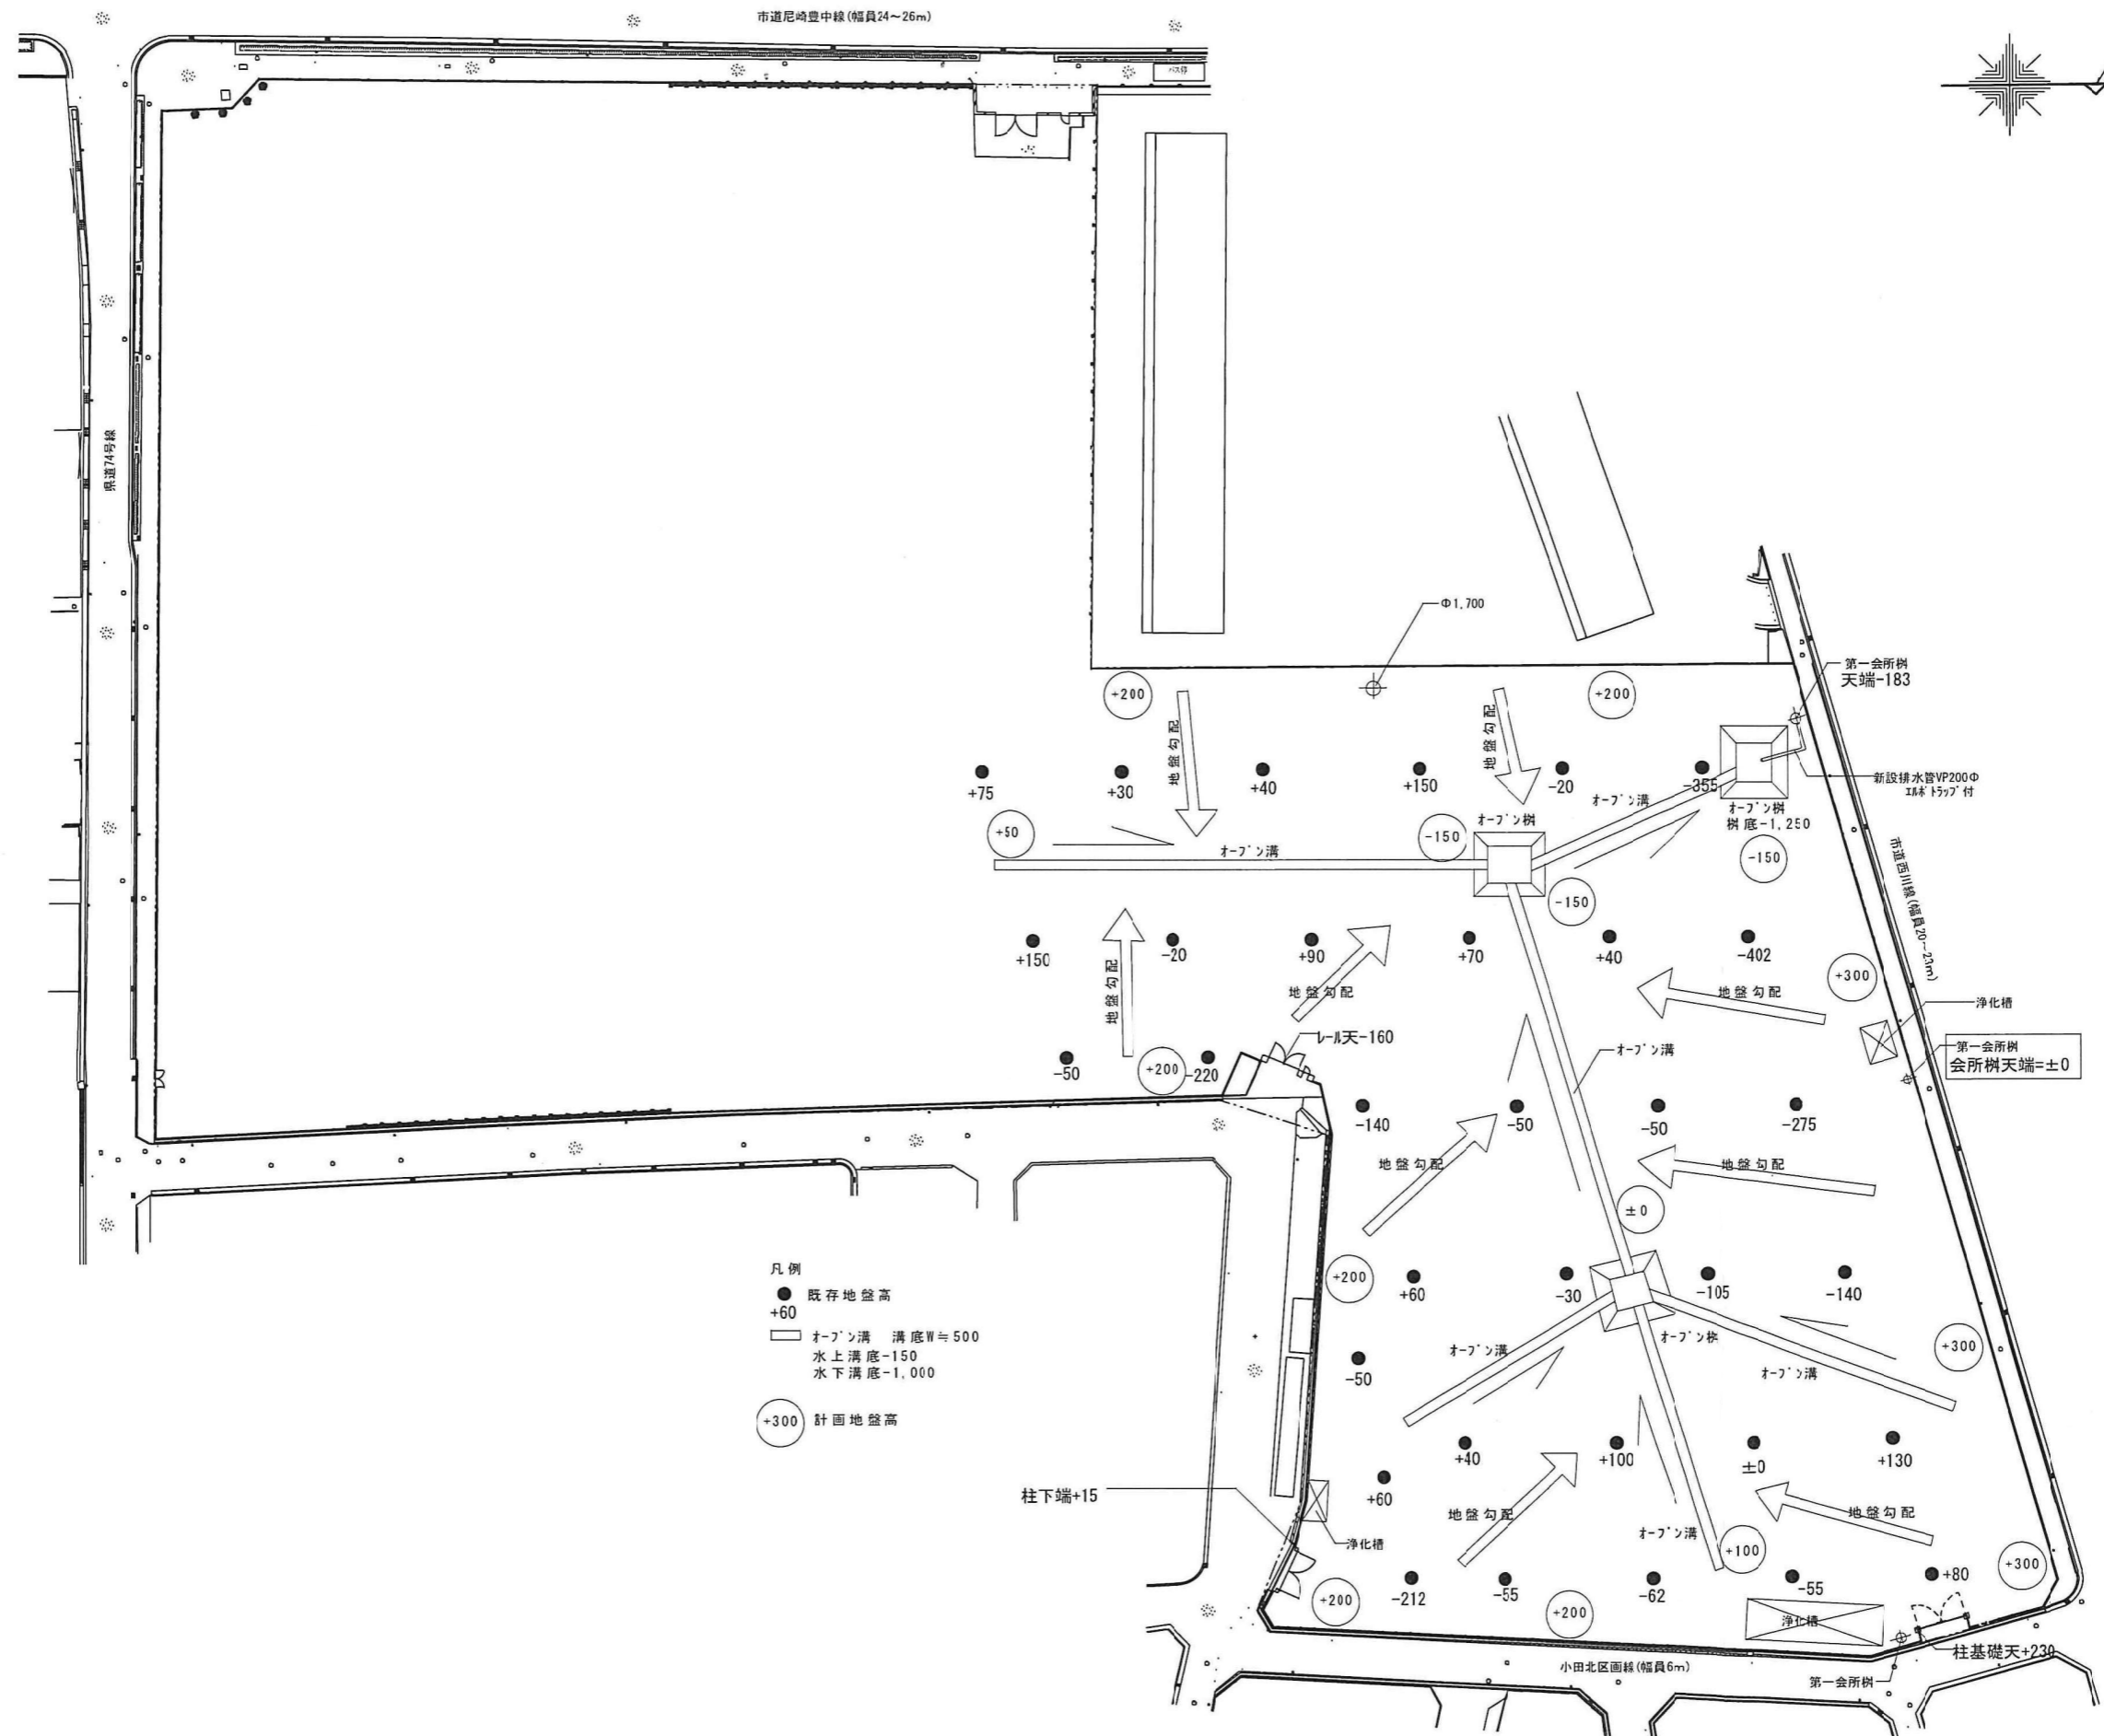 市道尼崎豊中線(幅員24〜26m)
バス停
県道74号線
Φ1,700
第一会所桝
天端-183
+200
+200
地盤勾配
地盤勾配
+75
+30
+40
+150
-20
-355
新設排水管VP200Φ
エルボトラップ付
オープン溝
オープン桝
桝底-1,250
+50
-150
オープン桝
オープン溝
-150
-150
市道西川線(幅員20〜23m)
+150
-20
+90
+70
+40
-402
+300
地盤勾配
地盤勾配
地盤勾配
浄化槽
レール天-160
オープン溝
第一会所桝
会所桝天端=±0
-50
+200
-220
-140
-50
-50
-275
地盤勾配
地盤勾配
±0
凡例
既存地盤高
+60
オープン溝 溝底W≒500
水上溝底-150
水下溝底-1,000
+300
計画地盤高
+200
+60
-30
-105
-140
オープン桝
オープン溝
オープン溝
+300
-50
+40
+100
±0
+130
+60
柱下端+15
地盤勾配
地盤勾配
オープン溝
浄化槽
+100
+300
+200
-212
-55
-62
-55
+80
+200
浄化槽
柱基礎天+230
小田北区画線(幅員6m)
第一会所桝